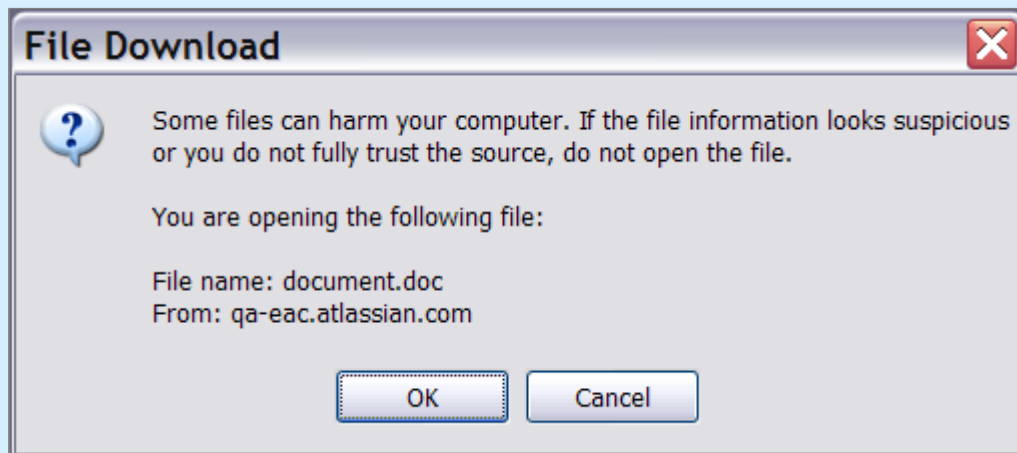 File Download
Some files can harm your computer. If the file information looks suspicious
or you do not fully trust the source, do not open the file.
You are opening the following file:
File name: document.doc
From: qa-eac.atlassian.com
OK
Cancel